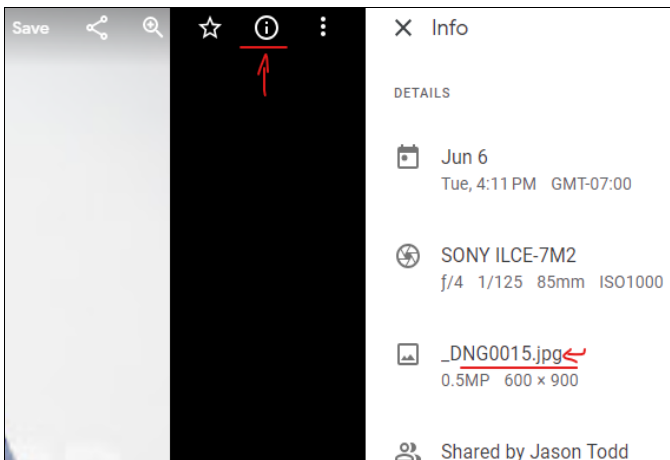 Save
Info
DETAILS
Jun 6
Tue, 4:11 PM GMT-07:00
SONY ILCE-7M2
ƒ/4 1/125 85mm ISO1000
_DNG0015.jpg
0.5MP 600 × 900
Shared by Jason Todd